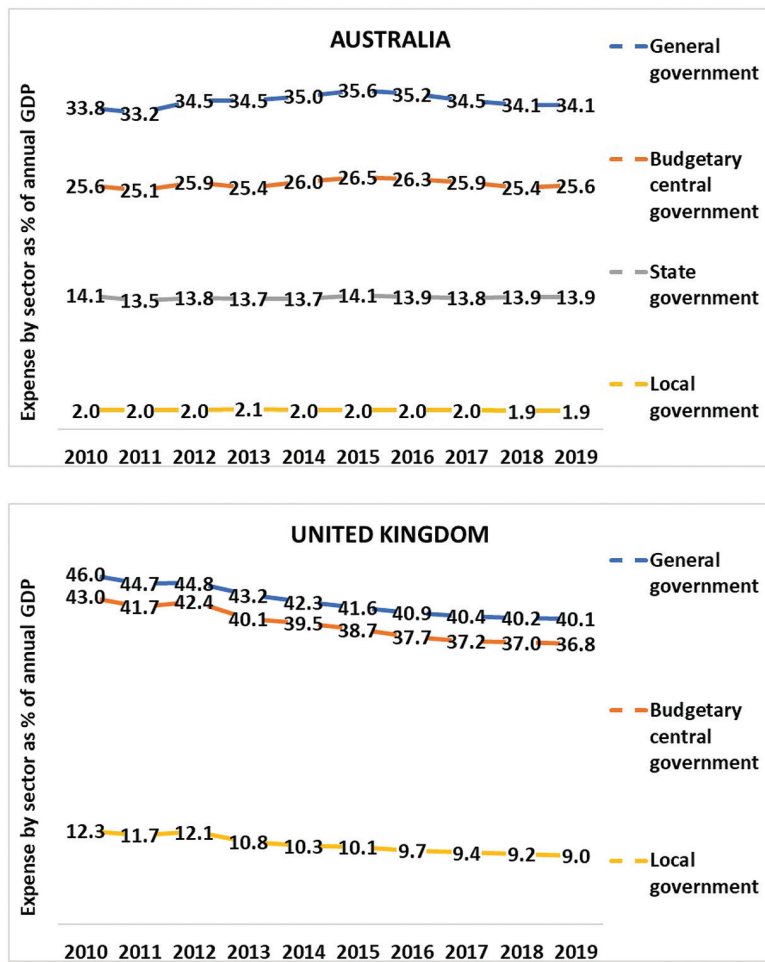 AUSTRALIA
Expense by sector as % of annual GDP
33.8 33.2 34.5 34.5 35.0 35.6 35.2 34.5 34.1 34.1
25.6 25.1 25.9 25.4 26.0 26.5 26.3 25.9 25.4 25.6
14.1 13.5 13.8 13.7 13.7 14.1 13.9 13.8 13.9 13.9
2.0 2.0 2.0 2.1 2.0 2.0 2.0 2.0 1.9 1.9
2010 2011 2012 2013 2014 2015 2016 2017 2018 2019
General
government
Budgetary
central
government
State
government
Local
government
UNITED KINGDOM
Expense by sector as % of annual GDP
46.0 44.7 44.8 43.2 42.3 41.6 40.9 40.4 40.2 40.1
43.0 41.7 42.4 40.1 39.5 38.7 37.7 37.2 37.0 36.8
12.3 11.7 12.1 10.8 10.3 10.1 9.7 9.4 9.2 9.0
2010 2011 2012 2013 2014 2015 2016 2017 2018 2019
General
government
Budgetary
central
government
Local
government